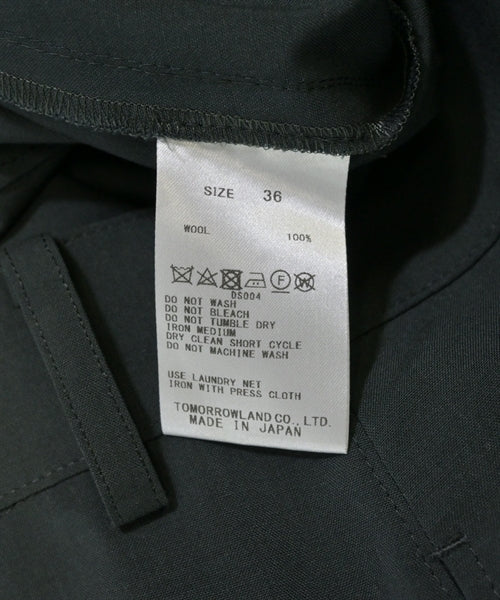 SIZE 36
WOOL 100%
F W
DS004
DO NOT WASH
DO NOT BLEACH
DO NOT TUMBLE DRY
IRON MEDIUM
DRY CLEAN SHORT CYCLE
DO NOT MACHINE WASH
USE LAUNDRY NET
IRON WITH PRESS CLOTH
TOMORROWLAND CO., LTD.
MADE IN JAPAN